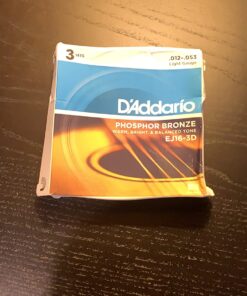 3 SETS
.012-.053
Light Gauge
D'Addario
PHOSPHOR BRONZE
WARM, BRIGHT & BALANCED TONE
EJ16-3D